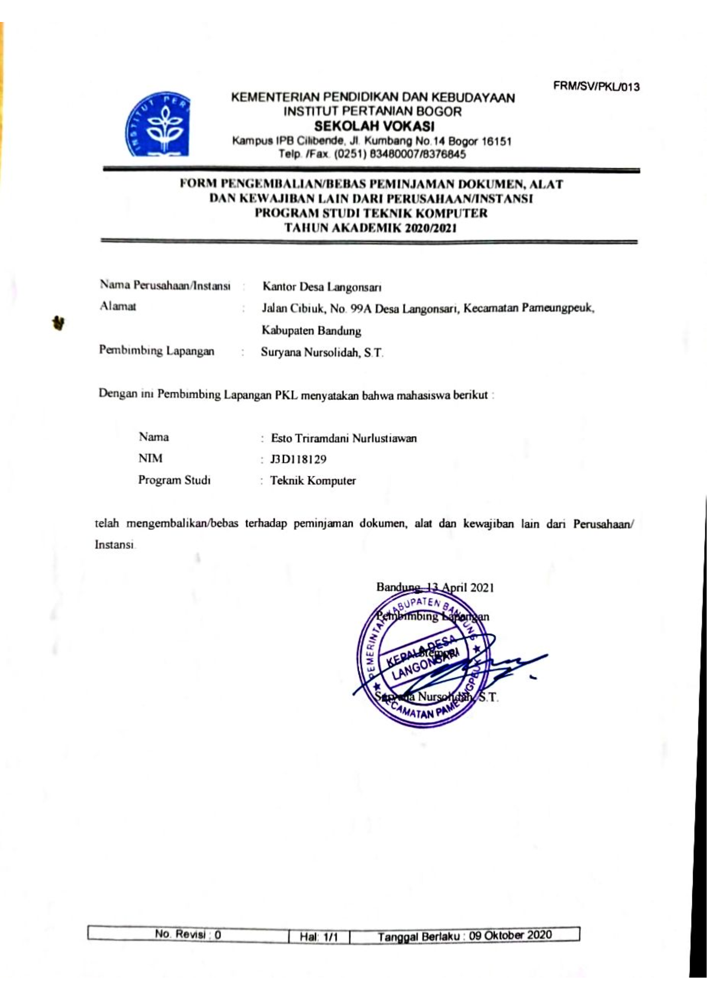 FRM/SV/PKL/013
INSTITUT PER
KEMENTERIAN PENDIDIKAN DAN KEBUDAYAAN
INSTITUT PERTANIAN BOGOR
SEKOLAH VOKASI
Kampus IPB Cilibende, Jl. Kumbang No.14 Bogor 16151
Telp. /Fax. (0251) 83480007/8376845
FORM PENGEMBALIAN/BEBAS PEMINJAMAN DOKUMEN, ALAT
DAN KEWAJIBAN LAIN DARI PERUSAHAAN/INSTANSI
PROGRAM STUDI TEKNIK KOMPUTER
TAHUN AKADEMIK 2020/2021
Nama Perusahaan/Instansi : Kantor Desa Langonsari
Alamat : Jalan Cibiuk, No. 99A Desa Langonsari, Kecamatan Pameungpeuk,
Kabupaten Bandung
Pembimbing Lapangan : Suryana Nursolidah, S.T.
Dengan ini Pembimbing Lapangan PKL menyatakan bahwa mahasiswa berikut :
Nama : Esto Triramdani Nurlustiawan
NIM : J3D118129
Program Studi : Teknik Komputer
telah mengembalikan/bebas terhadap peminjaman dokumen, alat dan kewajiban lain dari Perusahaan/
Instansi.
Bandung, 13 April 2021
Pembimbing Lapangan
Stempel
PEMERINTAH KABUPATEN BANDUNG
KEPALA DESA
LANGONSARI
KECAMATAN PAMEUNGPEUK
Suryana Nursolidah, S.T.
No. Revisi : 0 Hal: 1/1 Tanggal Berlaku : 09 Oktober 2020